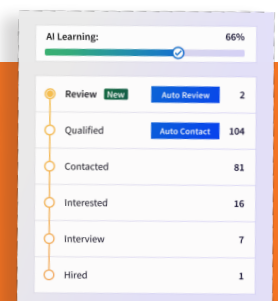 AI Learning: 66%
Review New Auto Review 2
Qualified Auto Contact 104
Contacted 81
Interested 16
Interview 7
Hired 1